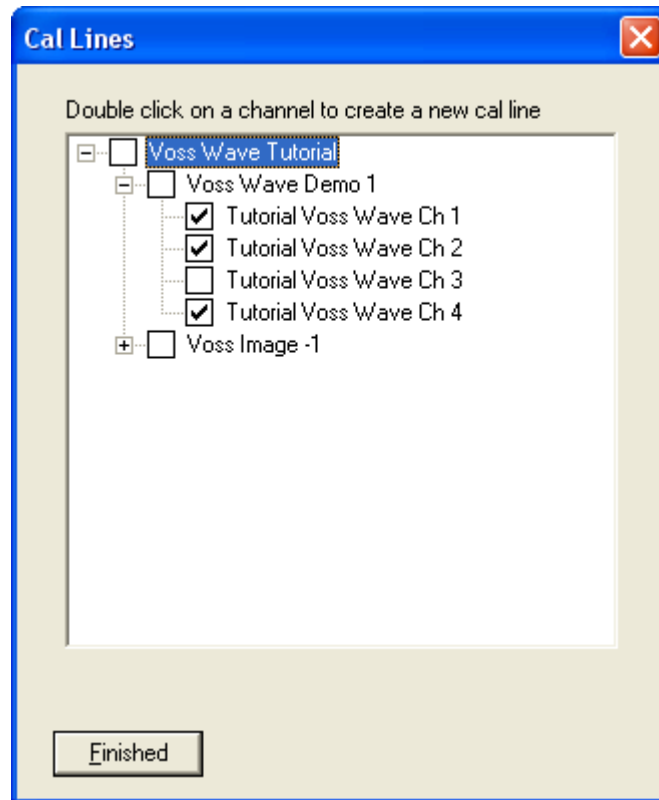 Cal Lines
Double click on a channel to create a new cal line
Voss Wave Tutorial
Voss Wave Demo 1
Tutorial Voss Wave Ch 1
Tutorial Voss Wave Ch 2
Tutorial Voss Wave Ch 3
Tutorial Voss Wave Ch 4
Voss Image -1
Finished